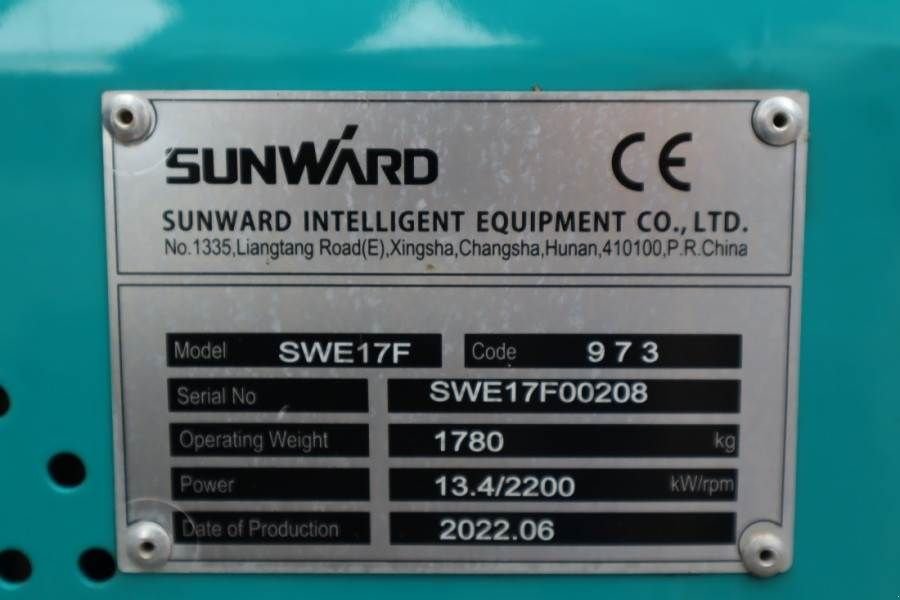 SUNWARD CE
SUNWARD INTELLIGENT EQUIPMENT CO., LTD.
No.1335,Liangtang Road(E),Xingsha,Changsha,Hunan,410100,P.R.China
Model SWE17F Code 973
Serial No SWE17F00208
Operating Weight 1780 kg
Power 13.4/2200 kW/rpm
Date of Production 2022.06